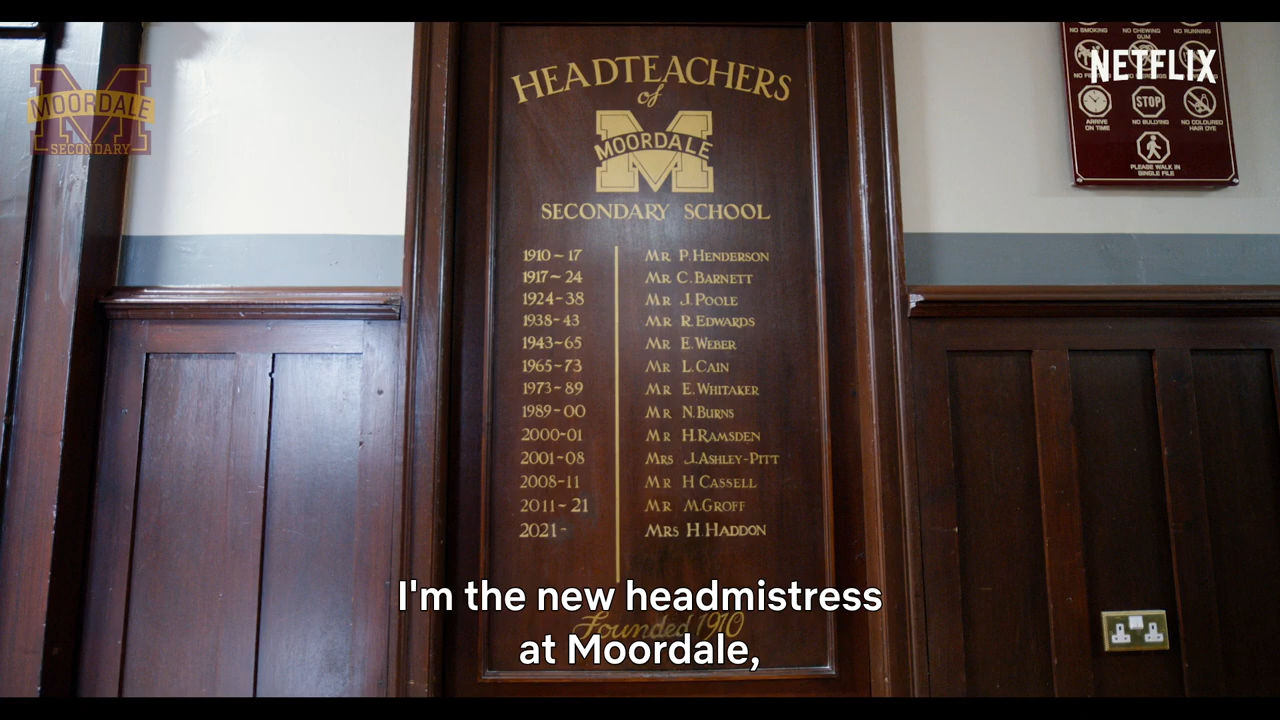 HEADTEACHERS
of
MOORDALE
M
SECONDARY SCHOOL
1910 - 17 MR P. HENDERSON
1917 - 24 MR C. BARNETT
1924 - 38 MR J. POOLE
1938 - 43 MR R. EDWARDS
1943 - 65 MR E. WEBER
1965 - 73 MR L. CAIN
1973 - 89 MR E. WHITAKER
1989 - 00 MR N. BURNS
2000 - 01 MR H. RAMSDEN
2001 - 08 MRS J. ASHLEY-PITT
2008 - 11 MR H CASSELL
2011 - 21 MR M. GROFF
2021 - MRS H. HADDON
Founded 1910
I'm the new headmistress
at Moordale,
M
MOORDALE
SECONDARY
NETFLIX
NO SMOKING
NO CHEWING GUM
NO RUNNING
ARRIVE ON TIME
STOP
NO BULLYING
NO COLOURED HAIR DYE
PLEASE WALK IN
SINGLE FILE